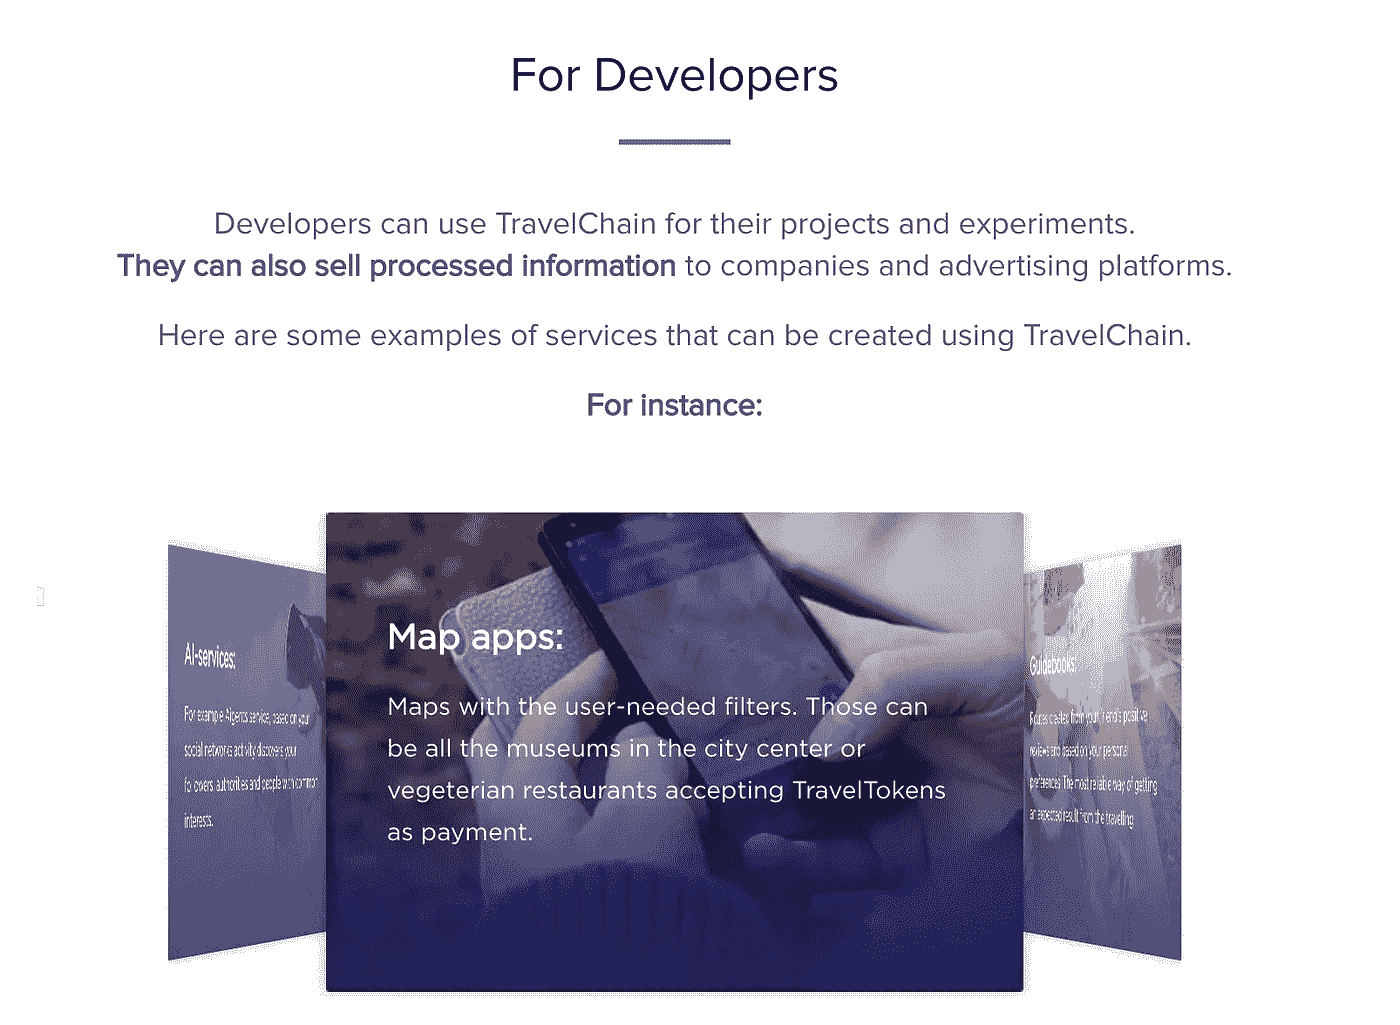 For Developers
Developers can use TravelChain for their projects and experiments.
They can also sell processed information to companies and advertising platforms.
Here are some examples of services that can be created using TravelChain.
For instance:
AI-services:
For example Aigents service, based on your
social networks activity discovers your
followers, authorities and people with common
interests.
Map apps:
Maps with the user-needed filters. Those can
be all the museums in the city center or
vegeterian restaurants accepting TravelTokens
as payment.
Guidebooks:
Routes created from your friend's positive
reviews and based on your personal
preferences. The most reliable way of getting
an expected result from the travelling